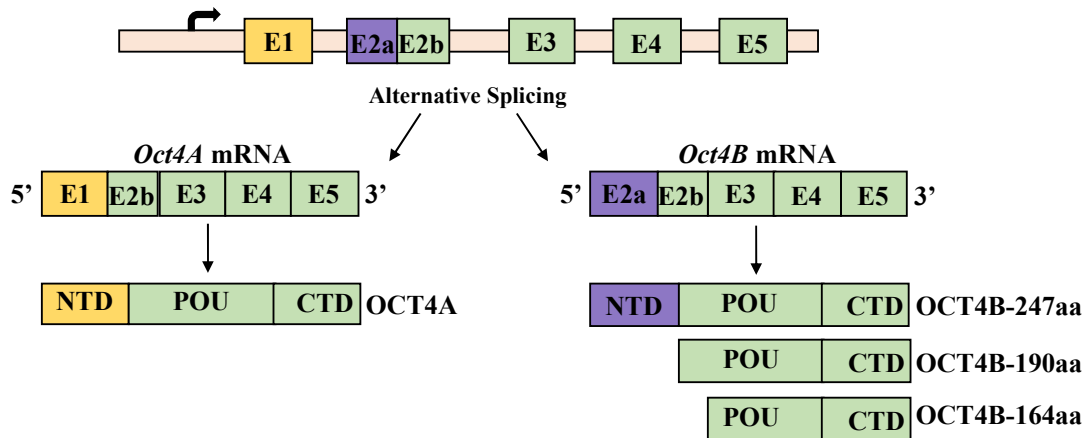 E1 E2a E2b E3 E4 E5
Alternative Splicing
Oct4A mRNA
5’ E1 E2b E3 E4 E5 3’
NTD POU CTD OCT4A
Oct4B mRNA
5’ E2a E2b E3 E4 E5 3’
NTD POU CTD OCT4B-247aa
POU CTD OCT4B-190aa
POU CTD OCT4B-164aa